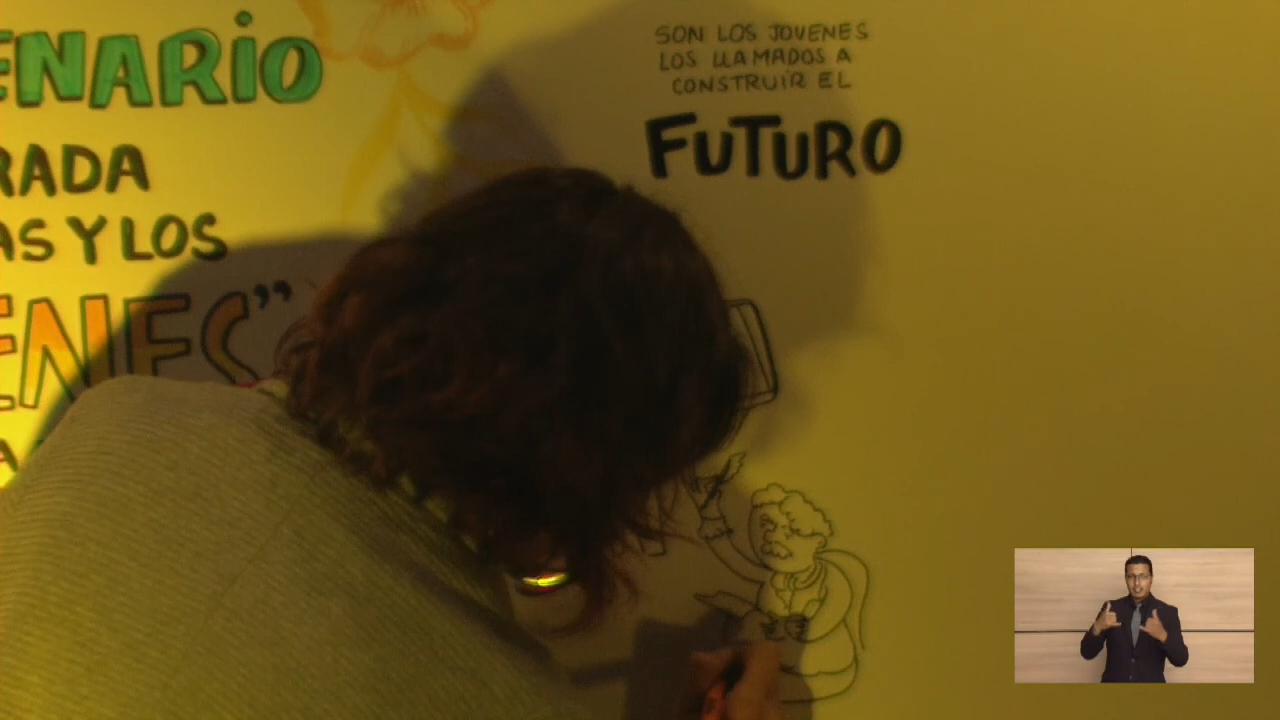 ENARIO
RADA
AS Y LOS
ENES”
A
SON LOS JOVENES
LOS LLAMADOS A
CONSTRUIR EL
FUTURO